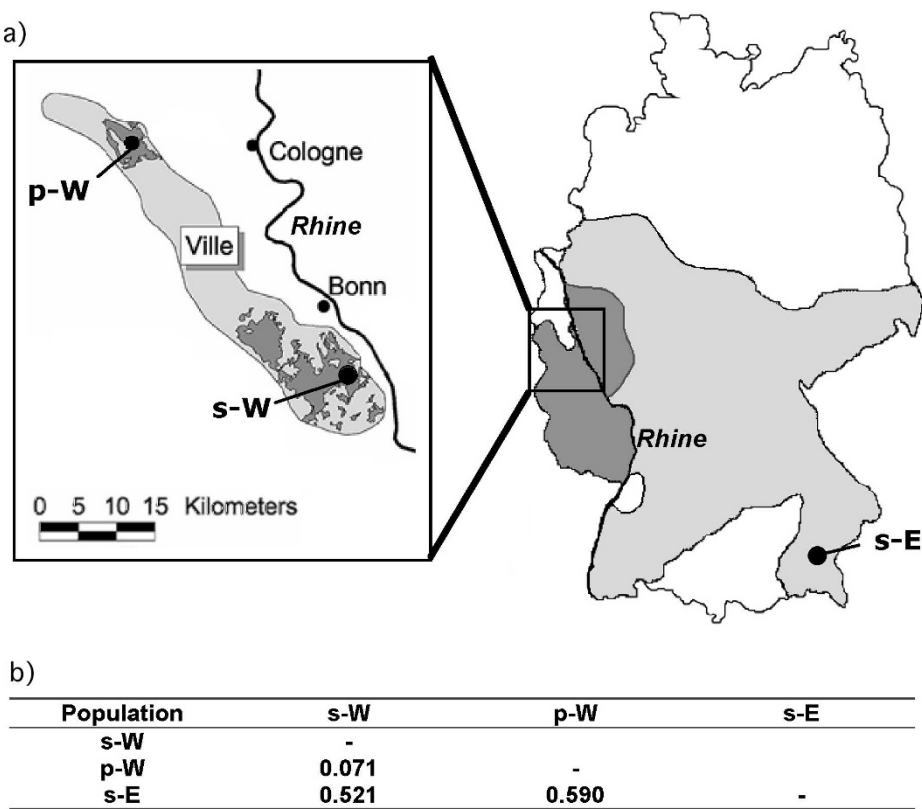 a)
Cologne
p-W
Rhine
Ville
Bonn
s-W
0 5 10 15 Kilometers
Rhine
s-E
b)
Population s-W p-W s-E
s-W -
p-W 0.071 -
s-E 0.521 0.590 -